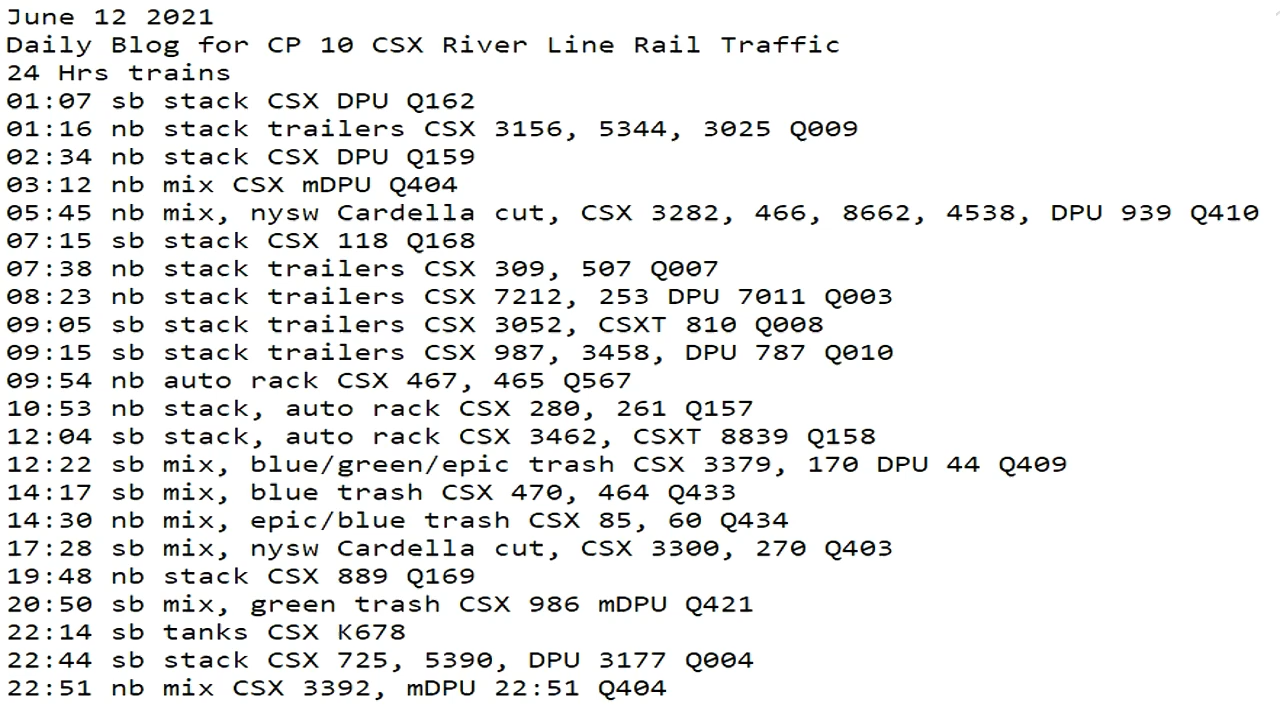 June 12 2021
Daily Blog for CP 10 CSX River Line Rail Traffic
24 Hrs trains
01:07 sb stack CSX DPU Q162
01:16 nb stack trailers CSX 3156, 5344, 3025 Q009
02:34 nb stack CSX DPU Q159
03:12 nb mix CSX mDPU Q404
05:45 nb mix, nysw Cardella cut, CSX 3282, 466, 8662, 4538, DPU 939 Q410
07:15 sb stack CSX 118 Q168
07:38 nb stack trailers CSX 309, 507 Q007
08:23 nb stack trailers CSX 7212, 253 DPU 7011 Q003
09:05 sb stack trailers CSX 3052, CSXT 810 Q008
09:15 sb stack trailers CSX 987, 3458, DPU 787 Q010
09:54 nb auto rack CSX 467, 465 Q567
10:53 nb stack, auto rack CSX 280, 261 Q157
12:04 sb stack, auto rack CSX 3462, CSXT 8839 Q158
12:22 sb mix, blue/green/epic trash CSX 3379, 170 DPU 44 Q409
14:17 sb mix, blue trash CSX 470, 464 Q433
14:30 nb mix, epic/blue trash CSX 85, 60 Q434
17:28 sb mix, nysw Cardella cut, CSX 3300, 270 Q403
19:48 nb stack CSX 889 Q169
20:50 sb mix, green trash CSX 986 mDPU Q421
22:14 sb tanks CSX K678
22:44 sb stack CSX 725, 5390, DPU 3177 Q004
22:51 nb mix CSX 3392, mDPU 22:51 Q404